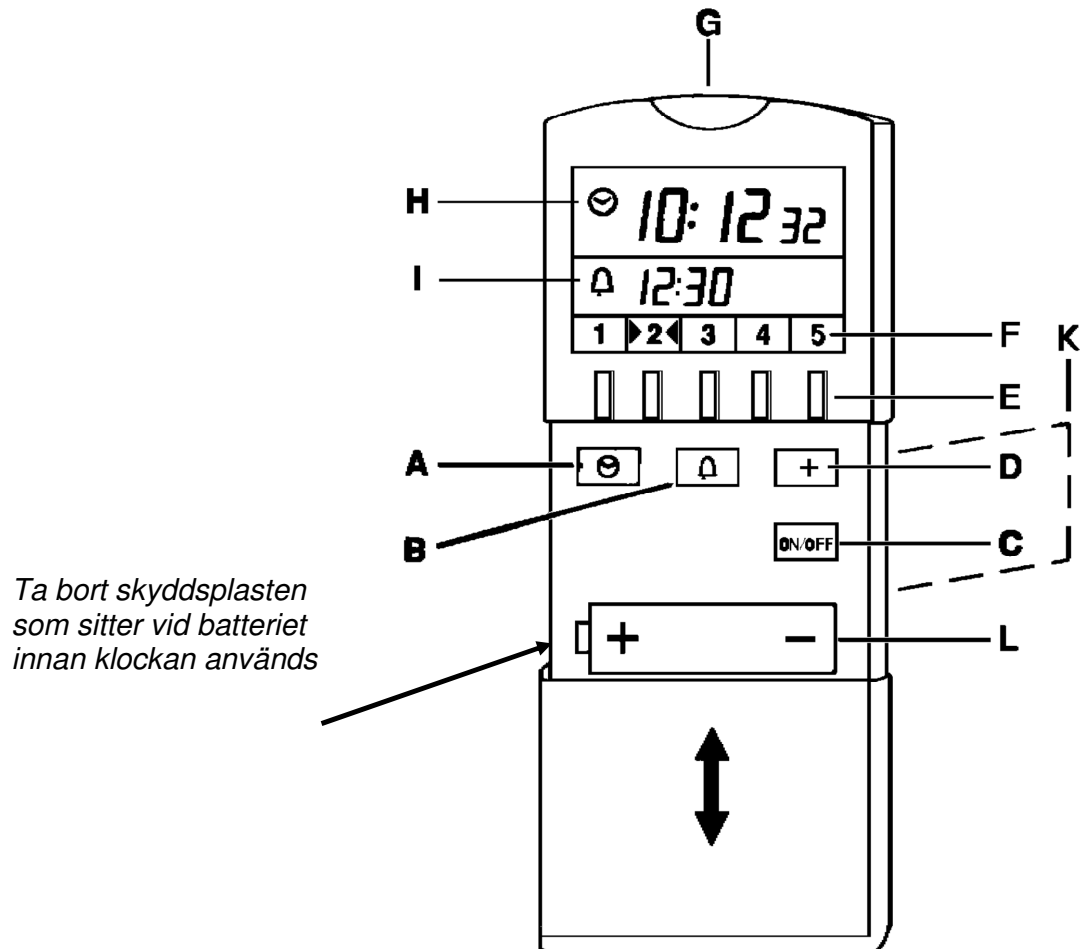 G
H
10:12 32
I
12:30
1 2 3 4 5
F
K
E
A
+
D
B
ON/OFF
C
Ta bort skyddsplasten
som sitter vid batteriet
innan klockan används
+ −
L